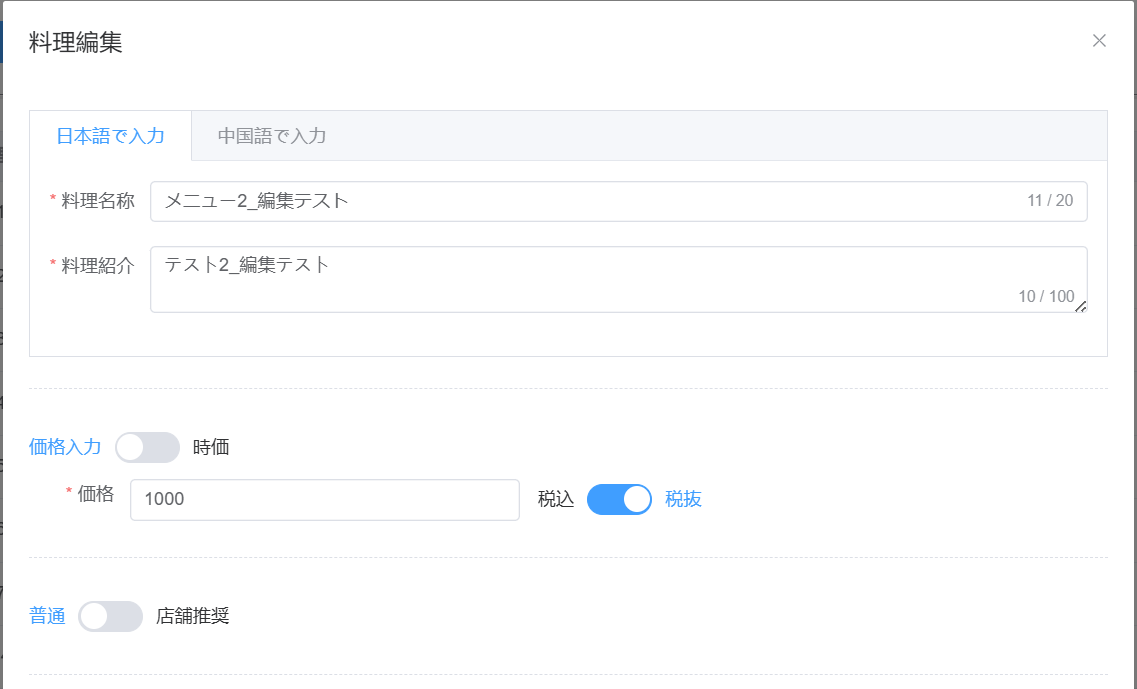 料理編集
日本語で入力 中国語で入力
* 料理名称 メニュー2_編集テスト 11 / 20
* 料理紹介 テスト2_編集テスト
10 / 100
価格入力 時価
* 価格 1000 税込 税抜
普通 店舗推奨